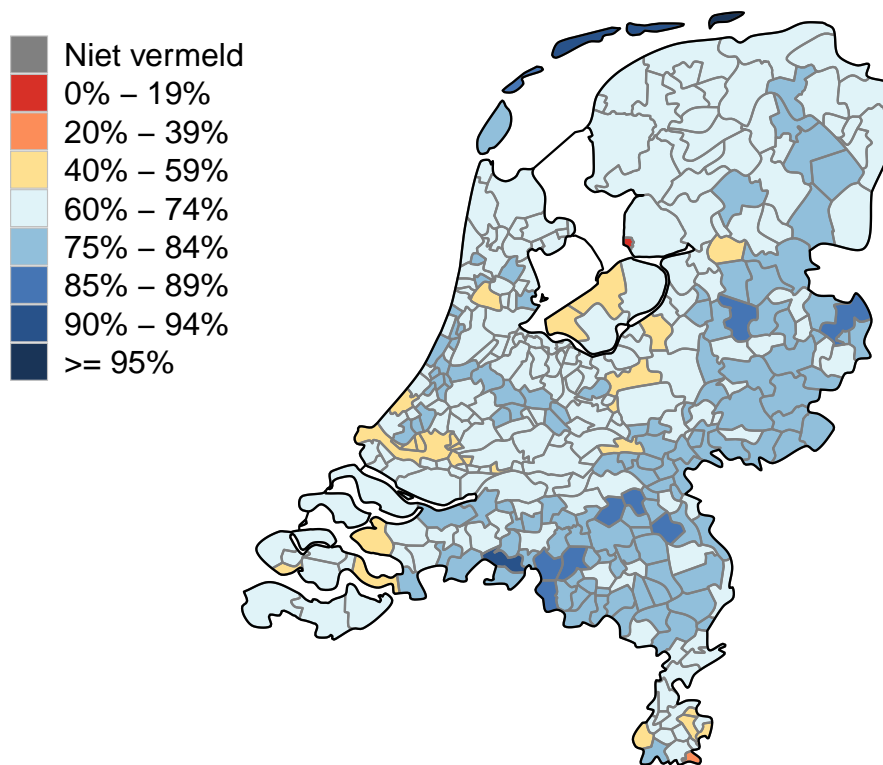 Niet vermeld
0% – 19%
20% – 39%
40% – 59%
60% – 74%
75% – 84%
85% – 89%
90% – 94%
>= 95%